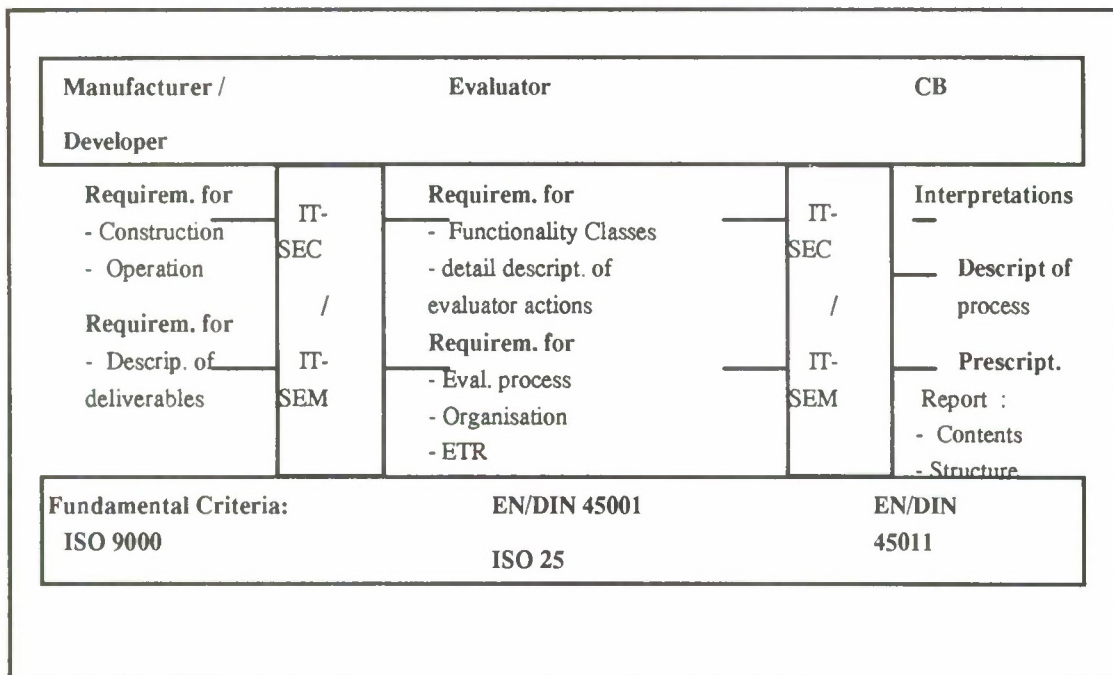 Manufacturer /
Developer
Evaluator
CB
Requirem. for
- Construction
- Operation
Requirem. for
- Descrip. of
deliverables
IT-
SEC
/
IT-
SEM
Requirem. for
- Functionality Classes
- detail descript. of
evaluator actions
Requirem. for
- Eval. process
- Organisation
- ETR
IT-
SEC
/
IT-
SEM
Interpretations
Descript of
process
Prescript.
Report :
- Contents
- Structure
Fundamental Criteria:
ISO 9000
EN/DIN 45001
ISO 25
EN/DIN
45011